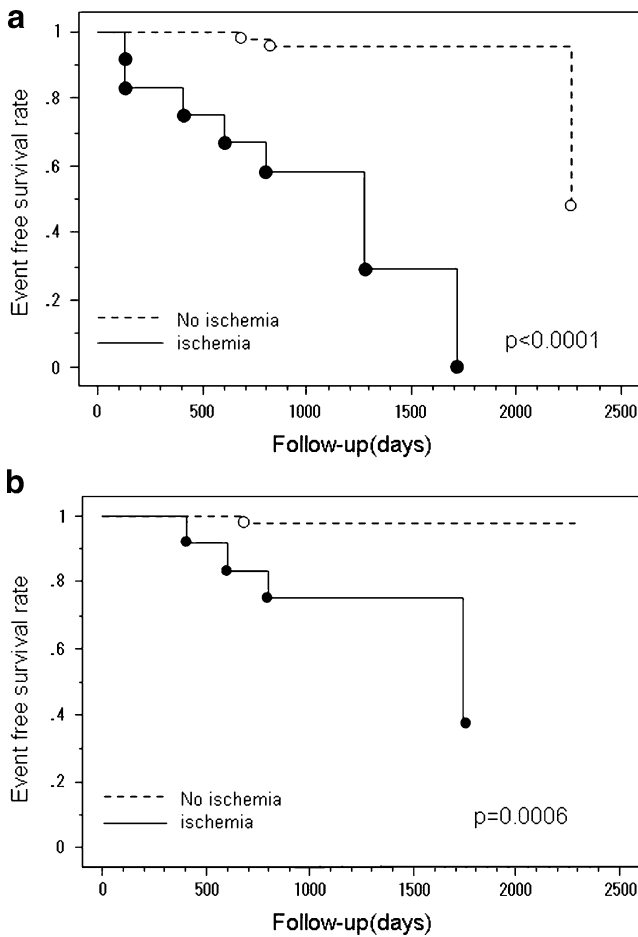 a
Event free survival rate
1
.8
.6
.4
.2
0
No ischemia
ischemia
p<0.0001
0 500 1000 1500 2000 2500
Follow-up(days)
b
Event free survival rate
1
.8
.6
.4
.2
0
No ischemia
ischemia
p=0.0006
0 500 1000 1500 2000 2500
Follow-up(days)